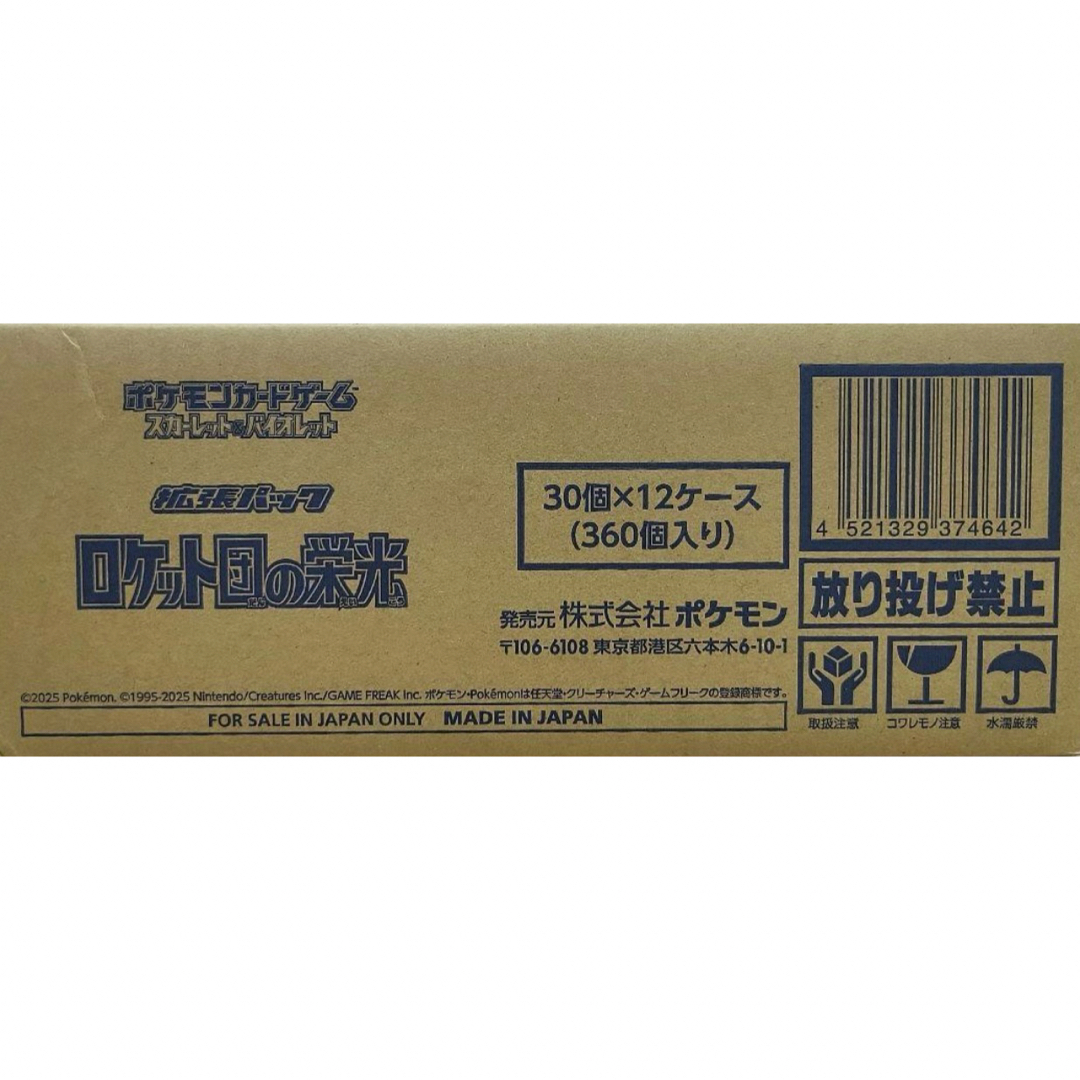 ポケモンカードゲーム
スカーレット&バイオレット
拡張パック
ロケット団の栄光
だん えい こう
30個×12ケース
(360個入り)
発売元 株式会社 ポケモン
〒106-6108 東京都港区六本木6-10-1
©2025 Pokémon. ©1995-2025 Nintendo/Creatures Inc./GAME FREAK Inc. ポケモン・Pokémonは任天堂・クリーチャーズ・ゲームフリークの登録商標です。
FOR SALE IN JAPAN ONLY MADE IN JAPAN
4 521329 374642
放り投げ禁止
取扱注意 コワレモノ注意 水濡厳禁